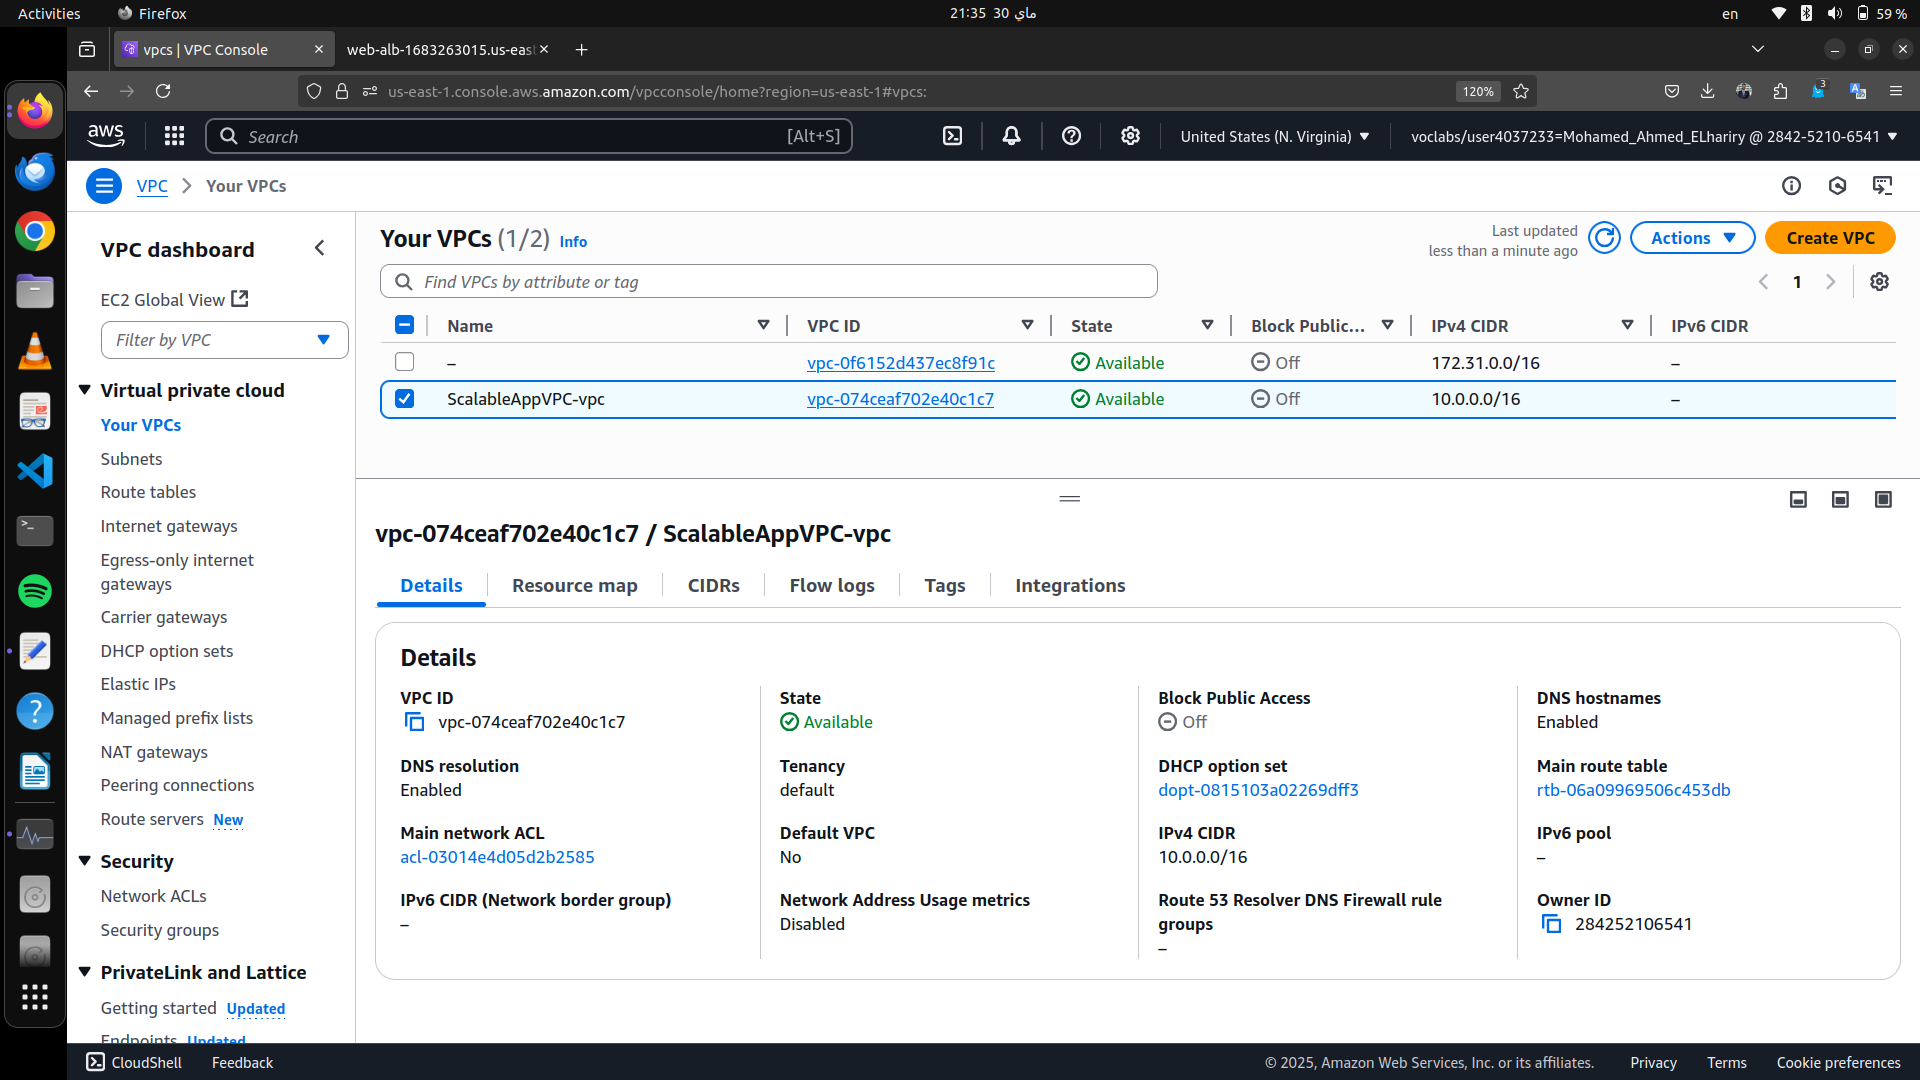 Activities
Firefox
ماي 30 21:35
en
59 %
vpcs | VPC Console
web-alb-1683263015.us-eas
us-east-1.console.aws.amazon.com/vpcconsole/home?region=us-east-1#vpcs:
120%
3
aws
Search
[Alt+S]
United States (N. Virginia)
voclabs/user4037233=Mohamed_Ahmed_ELhariry @ 2842-5210-6541
VPC
Your VPCs
VPC dashboard
EC2 Global View
Filter by VPC
Virtual private cloud
Your VPCs
Subnets
Route tables
Internet gateways
Egress-only internet
gateways
Carrier gateways
DHCP option sets
Elastic IPs
Managed prefix lists
NAT gateways
Peering connections
Route servers New
Security
Network ACLs
Security groups
PrivateLink and Lattice
Getting started Updated
Endpoints Updated
Your VPCs (1/2) Info
Last updated
less than a minute ago
Actions
Create VPC
Find VPCs by attribute or tag
1
Name VPC ID State Block Public... IPv4 CIDR IPv6 CIDR
– vpc-0f6152d437ec8f91c Available Off 172.31.0.0/16 –
ScalableAppVPC-vpc vpc-074ceaf702e40c1c7 Available Off 10.0.0.0/16 –
vpc-074ceaf702e40c1c7 / ScalableAppVPC-vpc
Details Resource map CIDRs Flow logs Tags Integrations
Details
VPC ID
vpc-074ceaf702e40c1c7
State
Available
Block Public Access
Off
DNS hostnames
Enabled
DNS resolution
Enabled
Tenancy
default
DHCP option set
dopt-0815103a02269dff3
Main route table
rtb-06a09969506c453db
Main network ACL
acl-03014e4d05d2b2585
Default VPC
No
IPv4 CIDR
10.0.0.0/16
IPv6 pool
–
IPv6 CIDR (Network border group)
–
Network Address Usage metrics
Disabled
Route 53 Resolver DNS Firewall rule
groups
–
Owner ID
284252106541
CloudShell
Feedback
© 2025, Amazon Web Services, Inc. or its affiliates.
Privacy
Terms
Cookie preferences